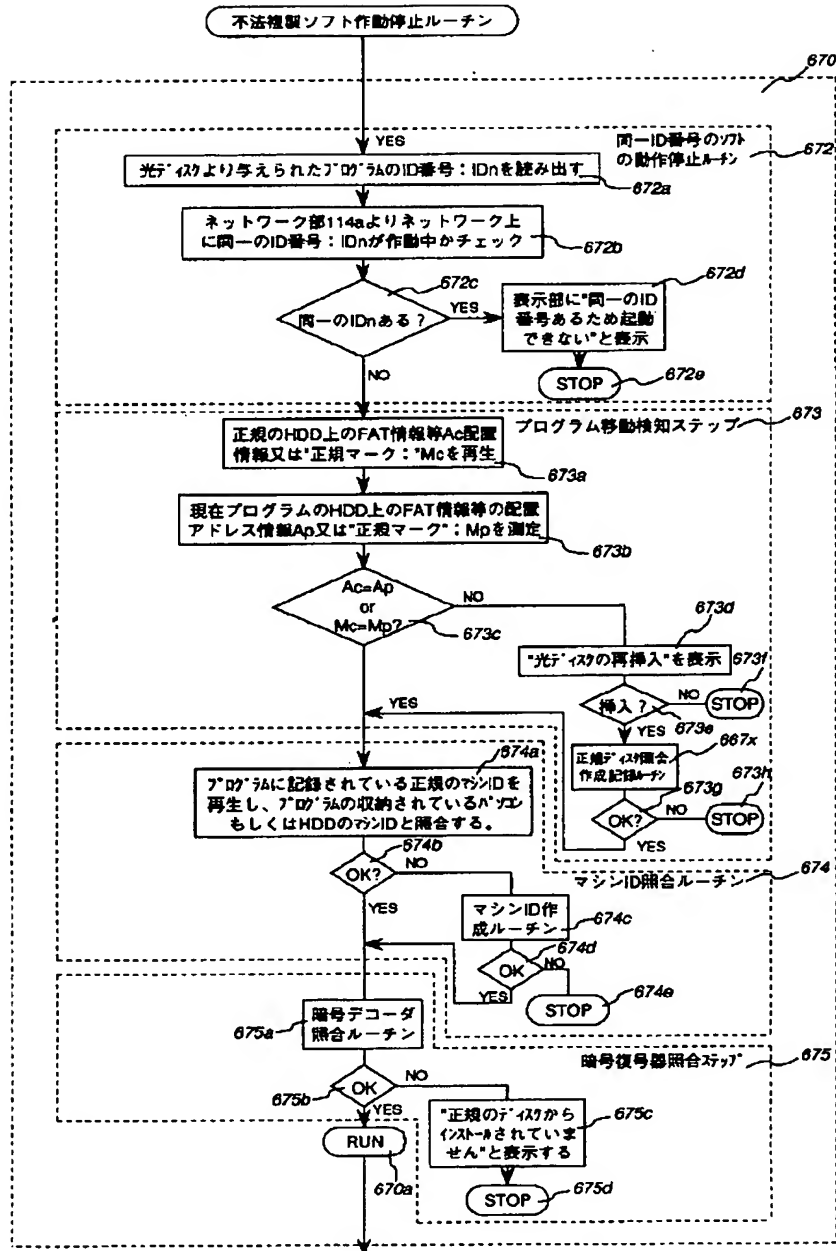 不法複製ソフト作動停止ルーチン
670
YES
同一ID番号のソフト
の動作停止ルーチン
672
光ディスクより与えられたプログラムのID番号：IDnを読み出す
672a
ネットワーク部114aよりネットワーク上
に同一のID番号：IDnが作動中かチェック
672b
672c
同一のIDnある？
YES
672d
表示部に"同一のID
番号あるため起動
できない"と表示
STOP
672e
NO
プログラム移動検知ステップ
673
正規のHDD上のFAT情報等Ac配置
情報又は"正規マーク："Mcを再生
673a
現在プログラムのHDD上のFAT情報等の配置
アドレス情報Ap又は"正規マーク"：Mpを測定
673b
Ac=Ap
or
Mc=Mp?
673c
NO
673d
"光ディスクの再挿入"を表示
673f
挿入？
NO
STOP
673e
YES
YES
正規ディスク照合
作成記録ルーチン
667x
673g
673h
OK?
NO
STOP
YES
674a
プログラムに記録されている正規のマシンIDを
再生し、プログラムの収納されているパソコン
もしくはHDDのマシンIDと照合する。
マシンID照合ルーチン
674
674b
OK?
NO
YES
マシンID作
成ルーチン
674c
674d
OK
NO
YES
STOP
674e
675a
暗号デコーダ
照合ルーチン
暗号復号器照合ステップ
675
675b
OK
NO
YES
"正規のディスクから
インストールされていま
せん"と表示する
675c
RUN
670a
STOP
675d